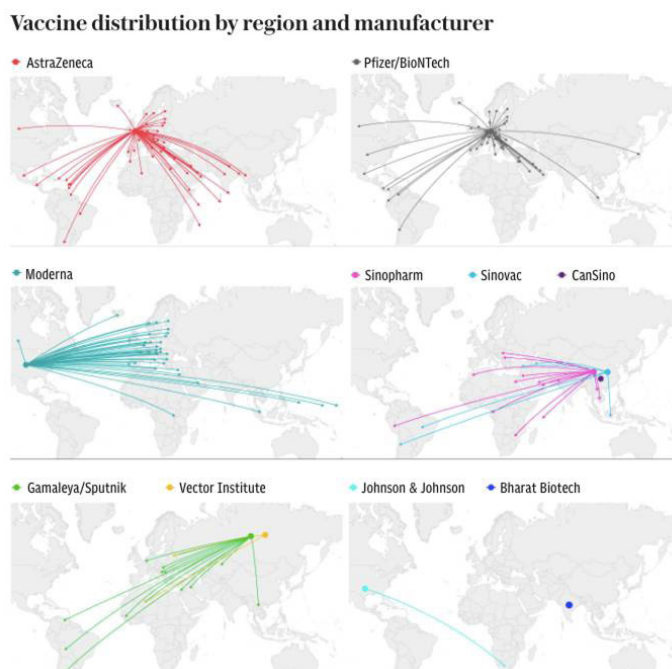 Vaccine distribution by region and manufacturer
AstraZeneca
Pfizer/BioNTech
Moderna
Sinopharm
Sinovac
CanSino
Gamaleya/Sputnik
Vector Institute
Johnson & Johnson
Bharat Biotech